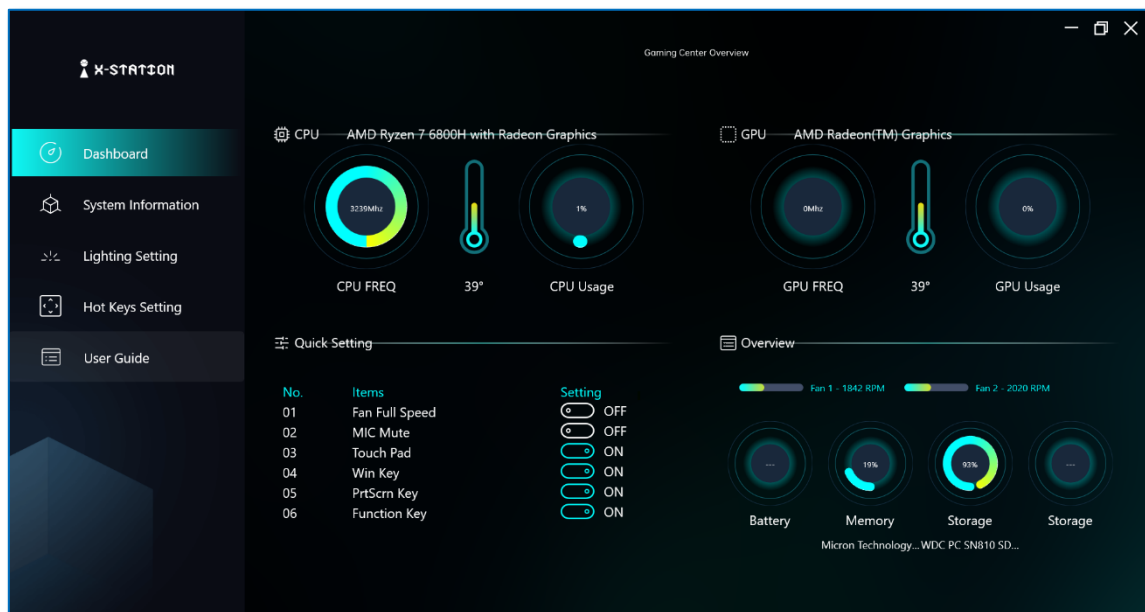 X-STATION
Gaming Center Overview
Dashboard
System Information
Lighting Setting
Hot Keys Setting
User Guide
CPU AMD Ryzen 7 6800H with Radeon Graphics
3239Mhz
1%
CPU FREQ 39° CPU Usage
GPU AMD Radeon(TM) Graphics
0Mhz
0%
GPU FREQ 39° GPU Usage
Quick Setting
No. Items Setting
01 Fan Full Speed OFF
02 MIC Mute OFF
03 Touch Pad ON
04 Win Key ON
05 PrtScrn Key ON
06 Function Key ON
Overview
Fan 1 - 1842 RPM Fan 2 - 2020 RPM
--- 19% 93% ---
Battery Memory Storage Storage
Micron Technology... WDC PC SN810 SD...